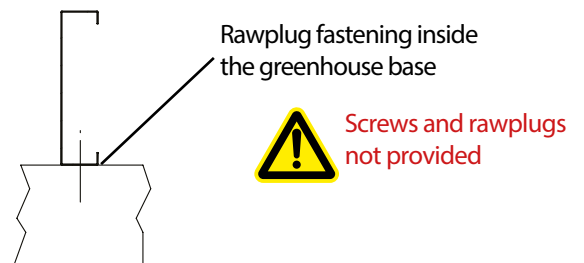 Rawplug fastening inside
the greenhouse base
Screws and rawplugs
not provided